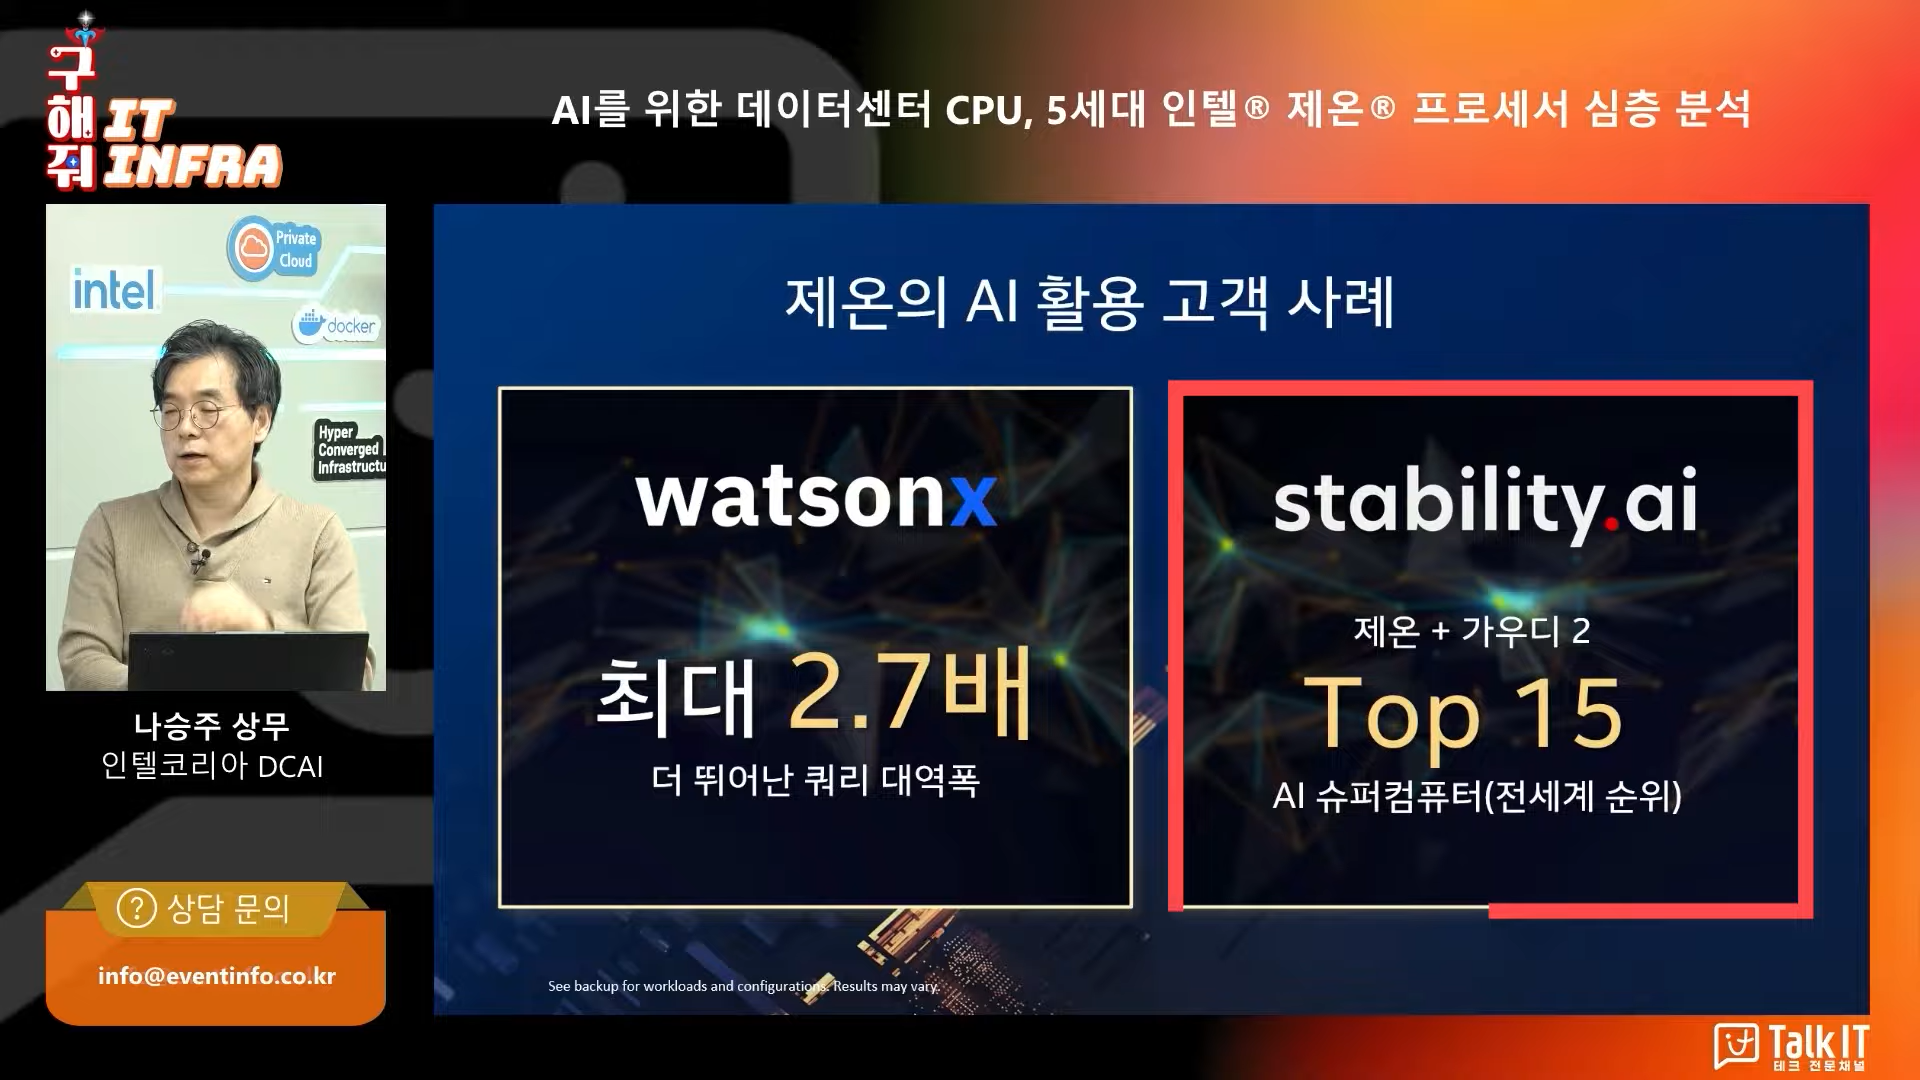 구해줘
IT
INFRA
AI를 위한 데이터센터 CPU, 5세대 인텔® 제온® 프로세서 심층 분석
intel
Private
Cloud
docker
Hyper
Converged
Infrastructu
나승주 상무
인텔코리아 DCAI
? 상담 문의
info@eventinfo.co.kr
제온의 AI 활용 고객 사례
watsonx
최대 2.7배
더 뛰어난 쿼리 대역폭
stability.ai
제온 + 가우디 2
Top 15
AI 슈퍼컴퓨터(전세계 순위)
See backup for workloads and configurations. Results may vary.
it TalkIT
테크 전문채널